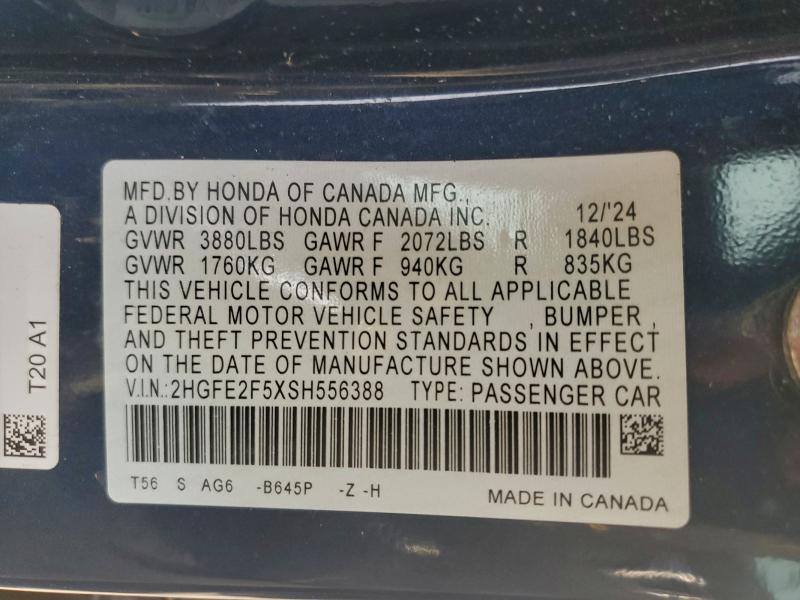 MFD.BY HONDA OF CANADA MFG.,
A DIVISION OF HONDA CANADA INC. 12/'24
GVWR 3880LBS GAWR F 2072LBS R 1840LBS
GVWR 1760KG GAWR F 940KG R 835KG
THIS VEHICLE CONFORMS TO ALL APPLICABLE
FEDERAL MOTOR VEHICLE SAFETY , BUMPER ,
AND THEFT PREVENTION STANDARDS IN EFFECT
ON THE DATE OF MANUFACTURE SHOWN ABOVE.
V.I.N.:2HGFE2F5XSH556388 TYPE: PASSENGER CAR
T56 S AG6 -B645P -Z -H
MADE IN CANADA
T20 A1